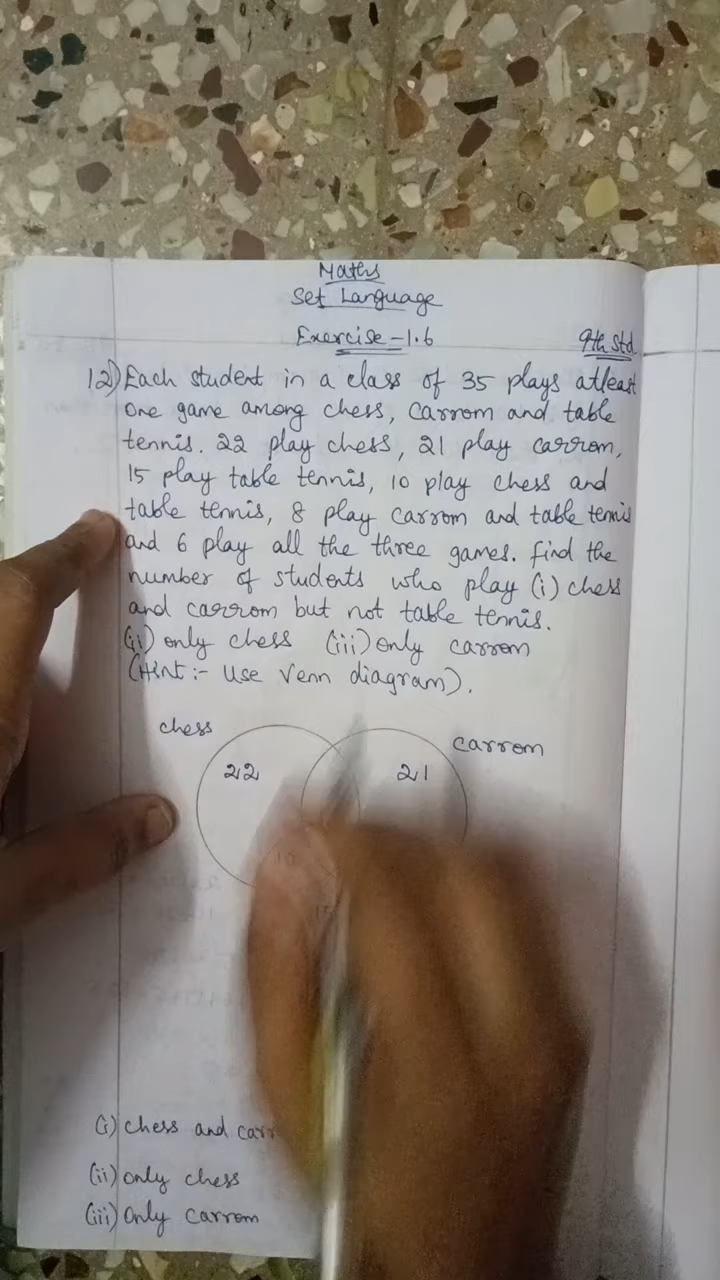 Maths
Set Language
Exercise - 1.6
9th std.
12) Each student in a class of 35 plays atleast
one game among chess, carrom and table
tennis. 22 play chess, 21 play carrom,
15 play table tennis, 10 play chess and
table tennis, 8 play carrom and table tennis
and 6 play all the three games. find the
number of students who play (i) chess
and carrom but not table tennis.
(ii) only chess (iii) only carrom
(Hint :- Use Venn diagram).
chess
carrom
22 21
10
(i) chess and
(ii) only chess
(iii) only carrom